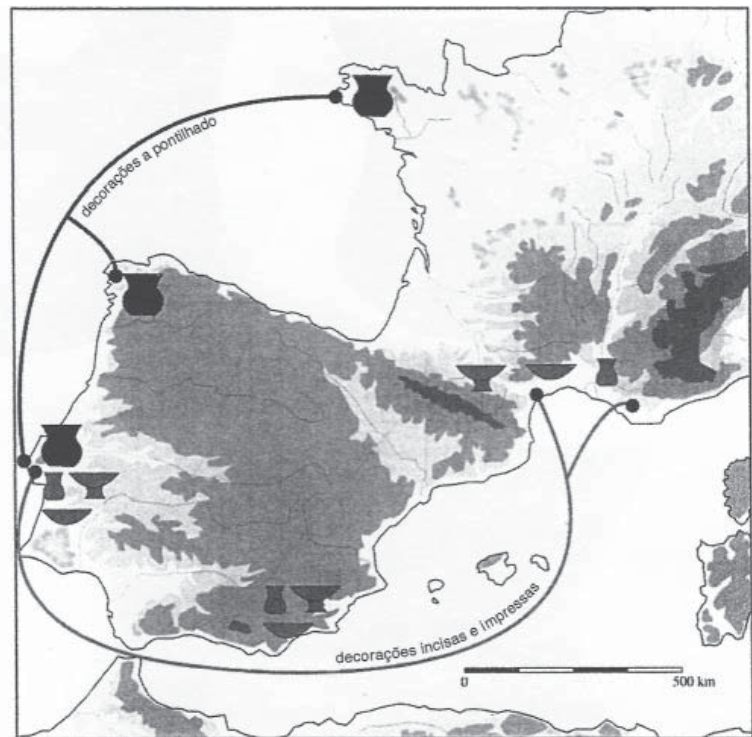 decorações a pontilhado
decorações incisas e impressas
0
500 km